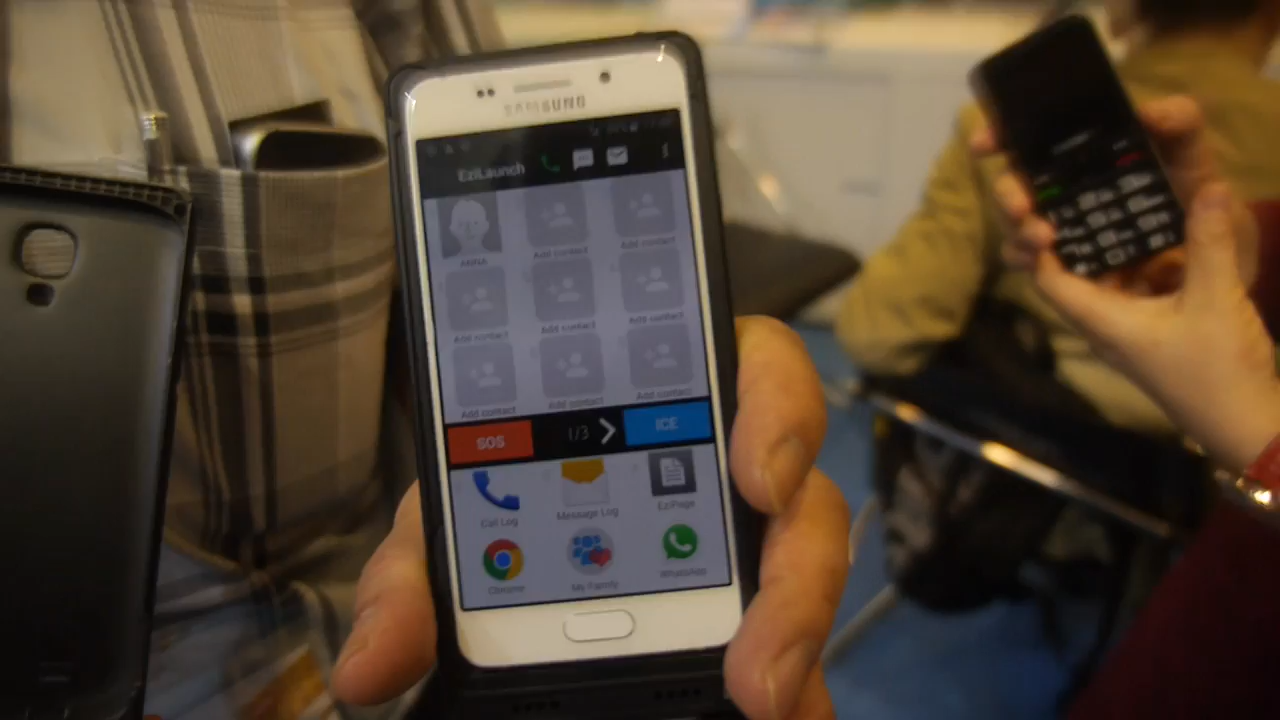 SAMSUNG
EziLaunch
ANNA
Add contact
Add contact
Add contact
Add contact
Add contact
Add contact
Add contact
Add contact
SOS
1/3
ICE
Call Log
Message Log
EziPage
Chrome
My Family
WhatsApp